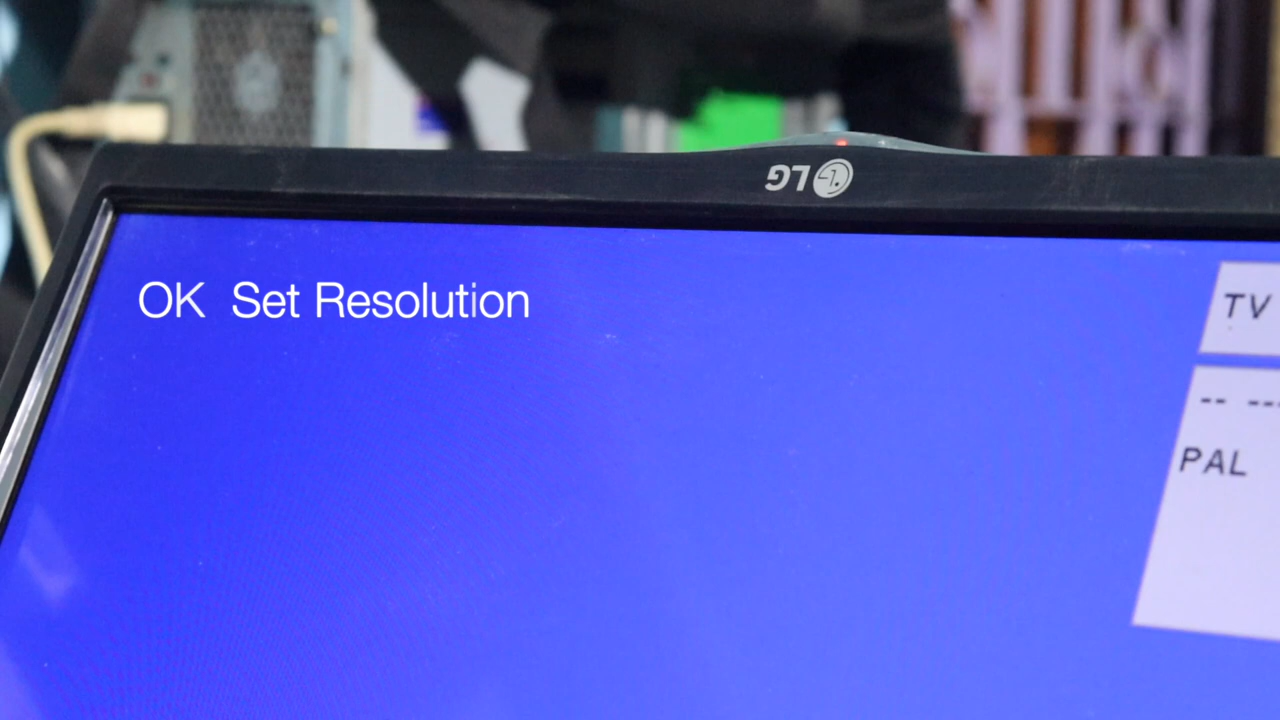 LG
OK Set Resolution
TV
-- ---
PAL